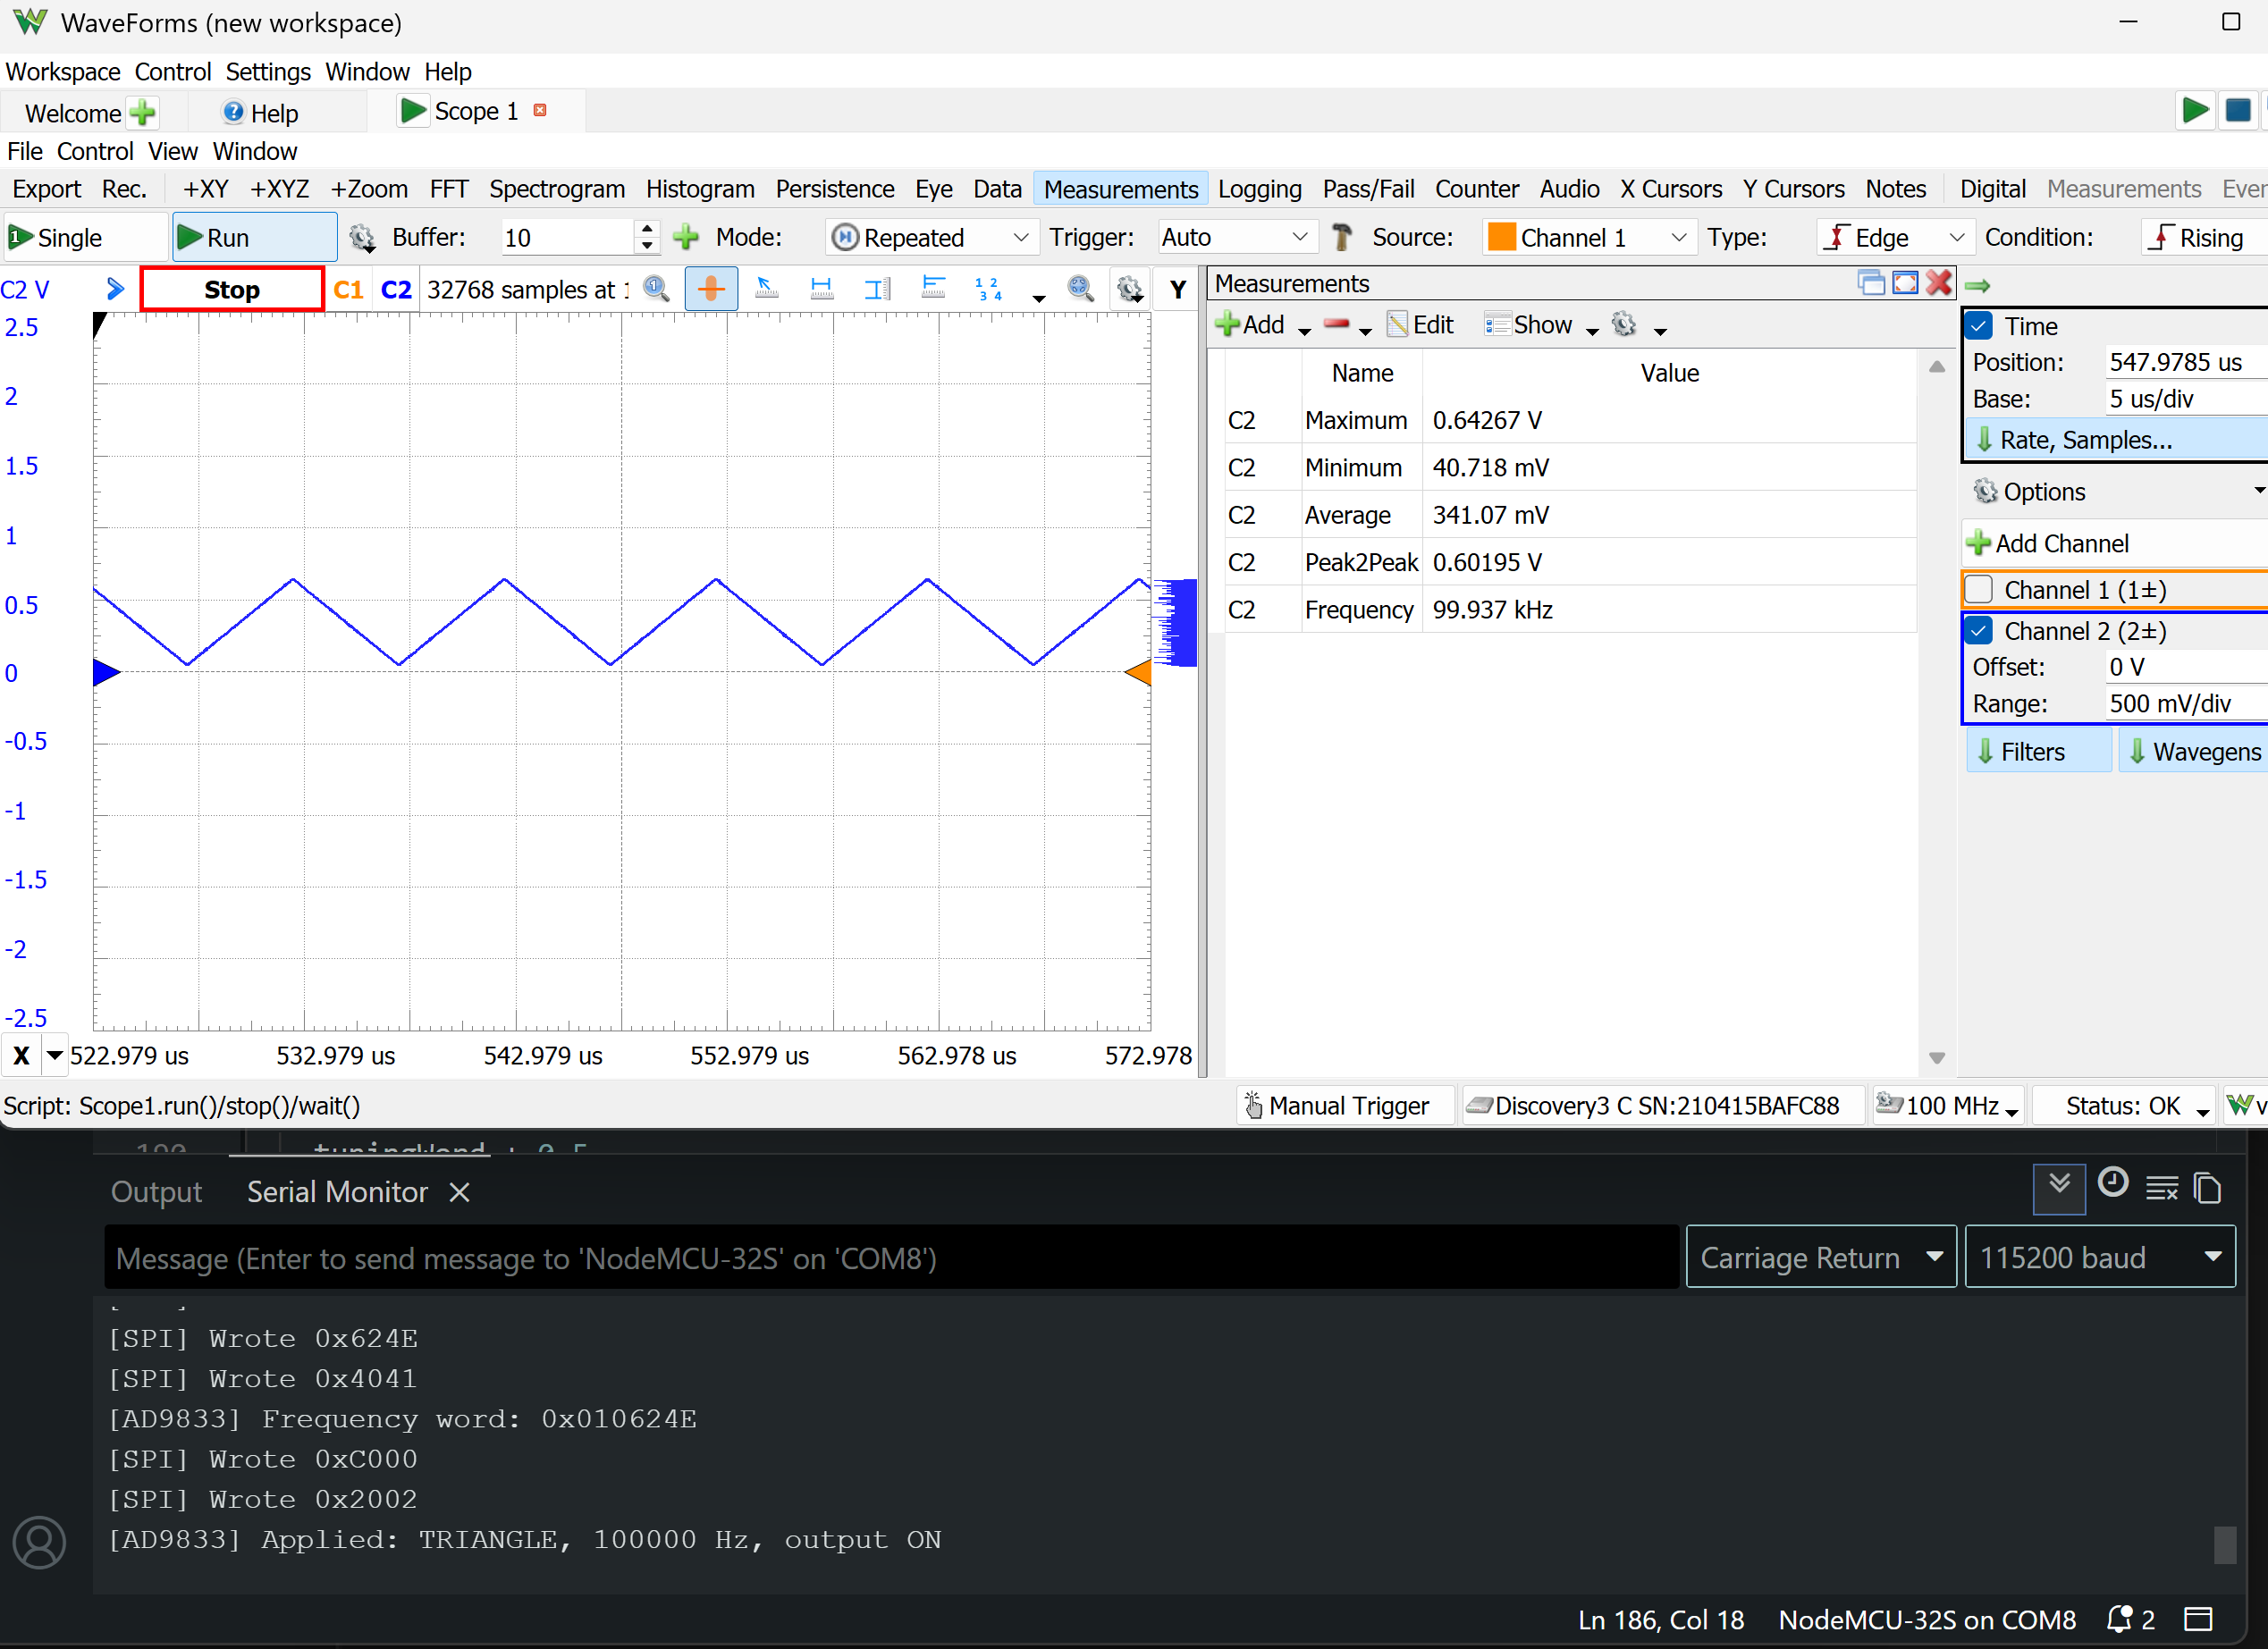 WaveForms (new workspace)
Workspace Control Settings Window Help
Welcome Help Scope 1
File Control View Window
Export Rec. +XY +XYZ +Zoom FFT Spectrogram Histogram Persistence Eye Data Measurements Logging Pass/Fail Counter Audio X Cursors Y Cursors Notes Digital Measurements
Single Run Buffer: 10 Mode: Repeated Trigger: Auto Source: Channel 1 Type: Edge Condition: Rising
C2 V Stop C1 C2 32768 samples at Y
2.5
2
1.5
1
0.5
0
-0.5
-1
-1.5
-2
-2.5
X 522.979 us 532.979 us 542.979 us 552.979 us 562.978 us 572.978
Measurements
Add Edit Show
Name Value
C2 Maximum 0.64267 V
C2 Minimum 40.718 mV
C2 Average 341.07 mV
C2 Peak2Peak 0.60195 V
C2 Frequency 99.937 kHz
Time
Position: 547.9785 us
Base: 5 us/div
Rate, Samples...
Options
Add Channel
Channel 1 (1±)
Channel 2 (2±)
Offset: 0 V
Range: 500 mV/div
Filters Wavegens
Script: Scope1.run()/stop()/wait() Manual Trigger Discovery3 C SN:210415BAFC88 100 MHz Status: OK
Output Serial Monitor
Message (Enter to send message to 'NodeMCU-32S' on 'COM8') Carriage Return 115200 baud
[SPI] Wrote 0x624E
[SPI] Wrote 0x4041
[AD9833] Frequency word: 0x010624E
[SPI] Wrote 0xC000
[SPI] Wrote 0x2002
[AD9833] Applied: TRIANGLE, 100000 Hz, output ON
Ln 186, Col 18 NodeMCU-32S on COM8 2